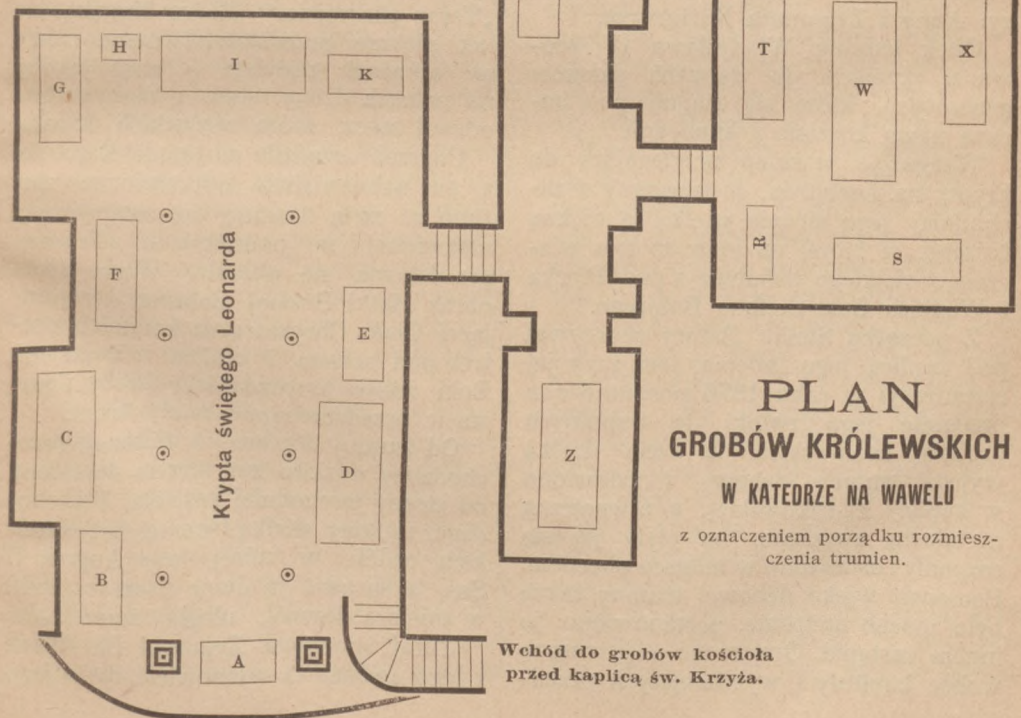 H
I
K
G
T
W
X
F
E
R
S
C
D
Z
B
A
Krypta świętego Leonarda
PLAN
GROBÓW KRÓLEWSKICH
W KATEDRZE NA WAWELU
z oznaczeniem porządku rozmiesz-
czenia trumien.
Wchód do grobów kościoła
przed kaplicą św. Krzyża.